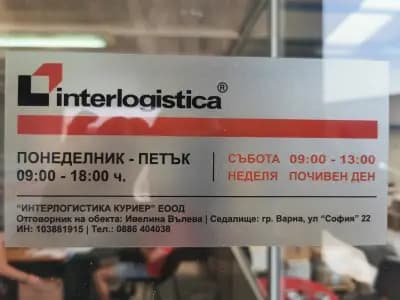 interlogistica®
ПОНЕДЕЛНИК - ПЕТЪК
09:00 - 18:00 ч.
СЪБОТА 09:00 - 13:00
НЕДЕЛЯ ПОЧИВЕН ДЕН
“ИНТЕРЛОГИСТИКА КУРИЕР” ЕООД
Отговорник на обекта: Ивелина Вълева | Седалище: гр. Варна, ул “София” 22
ИН: 103881915 | Тел.: 0886 404038